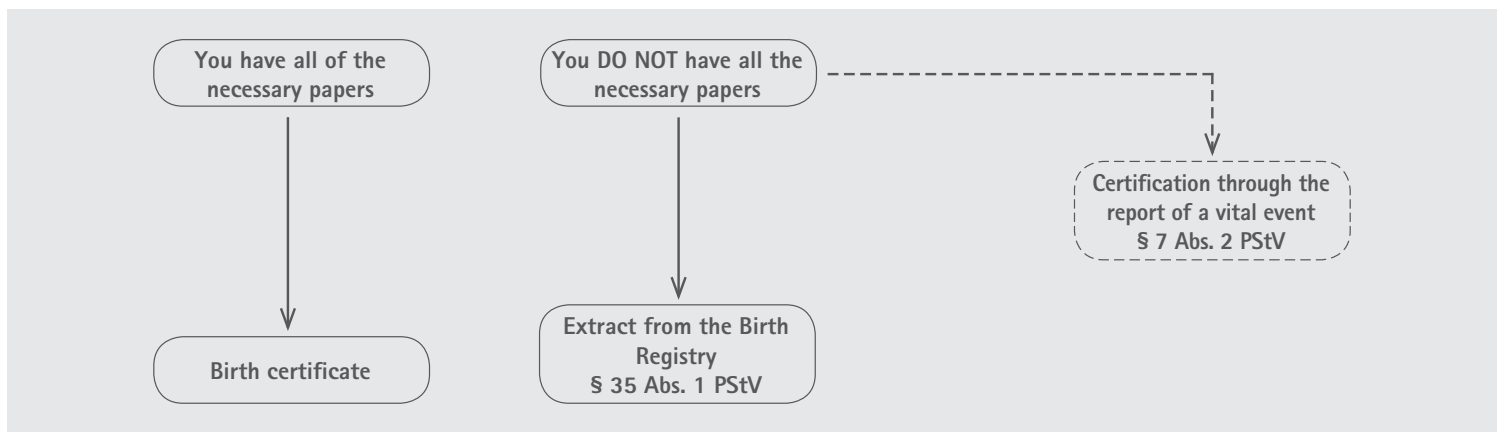 You have all of the
necessary papers
You DO NOT have all the
necessary papers
Certification through the
report of a vital event
§ 7 Abs. 2 PStV
Extract from the Birth
Registry
§ 35 Abs. 1 PStV
Birth certificate